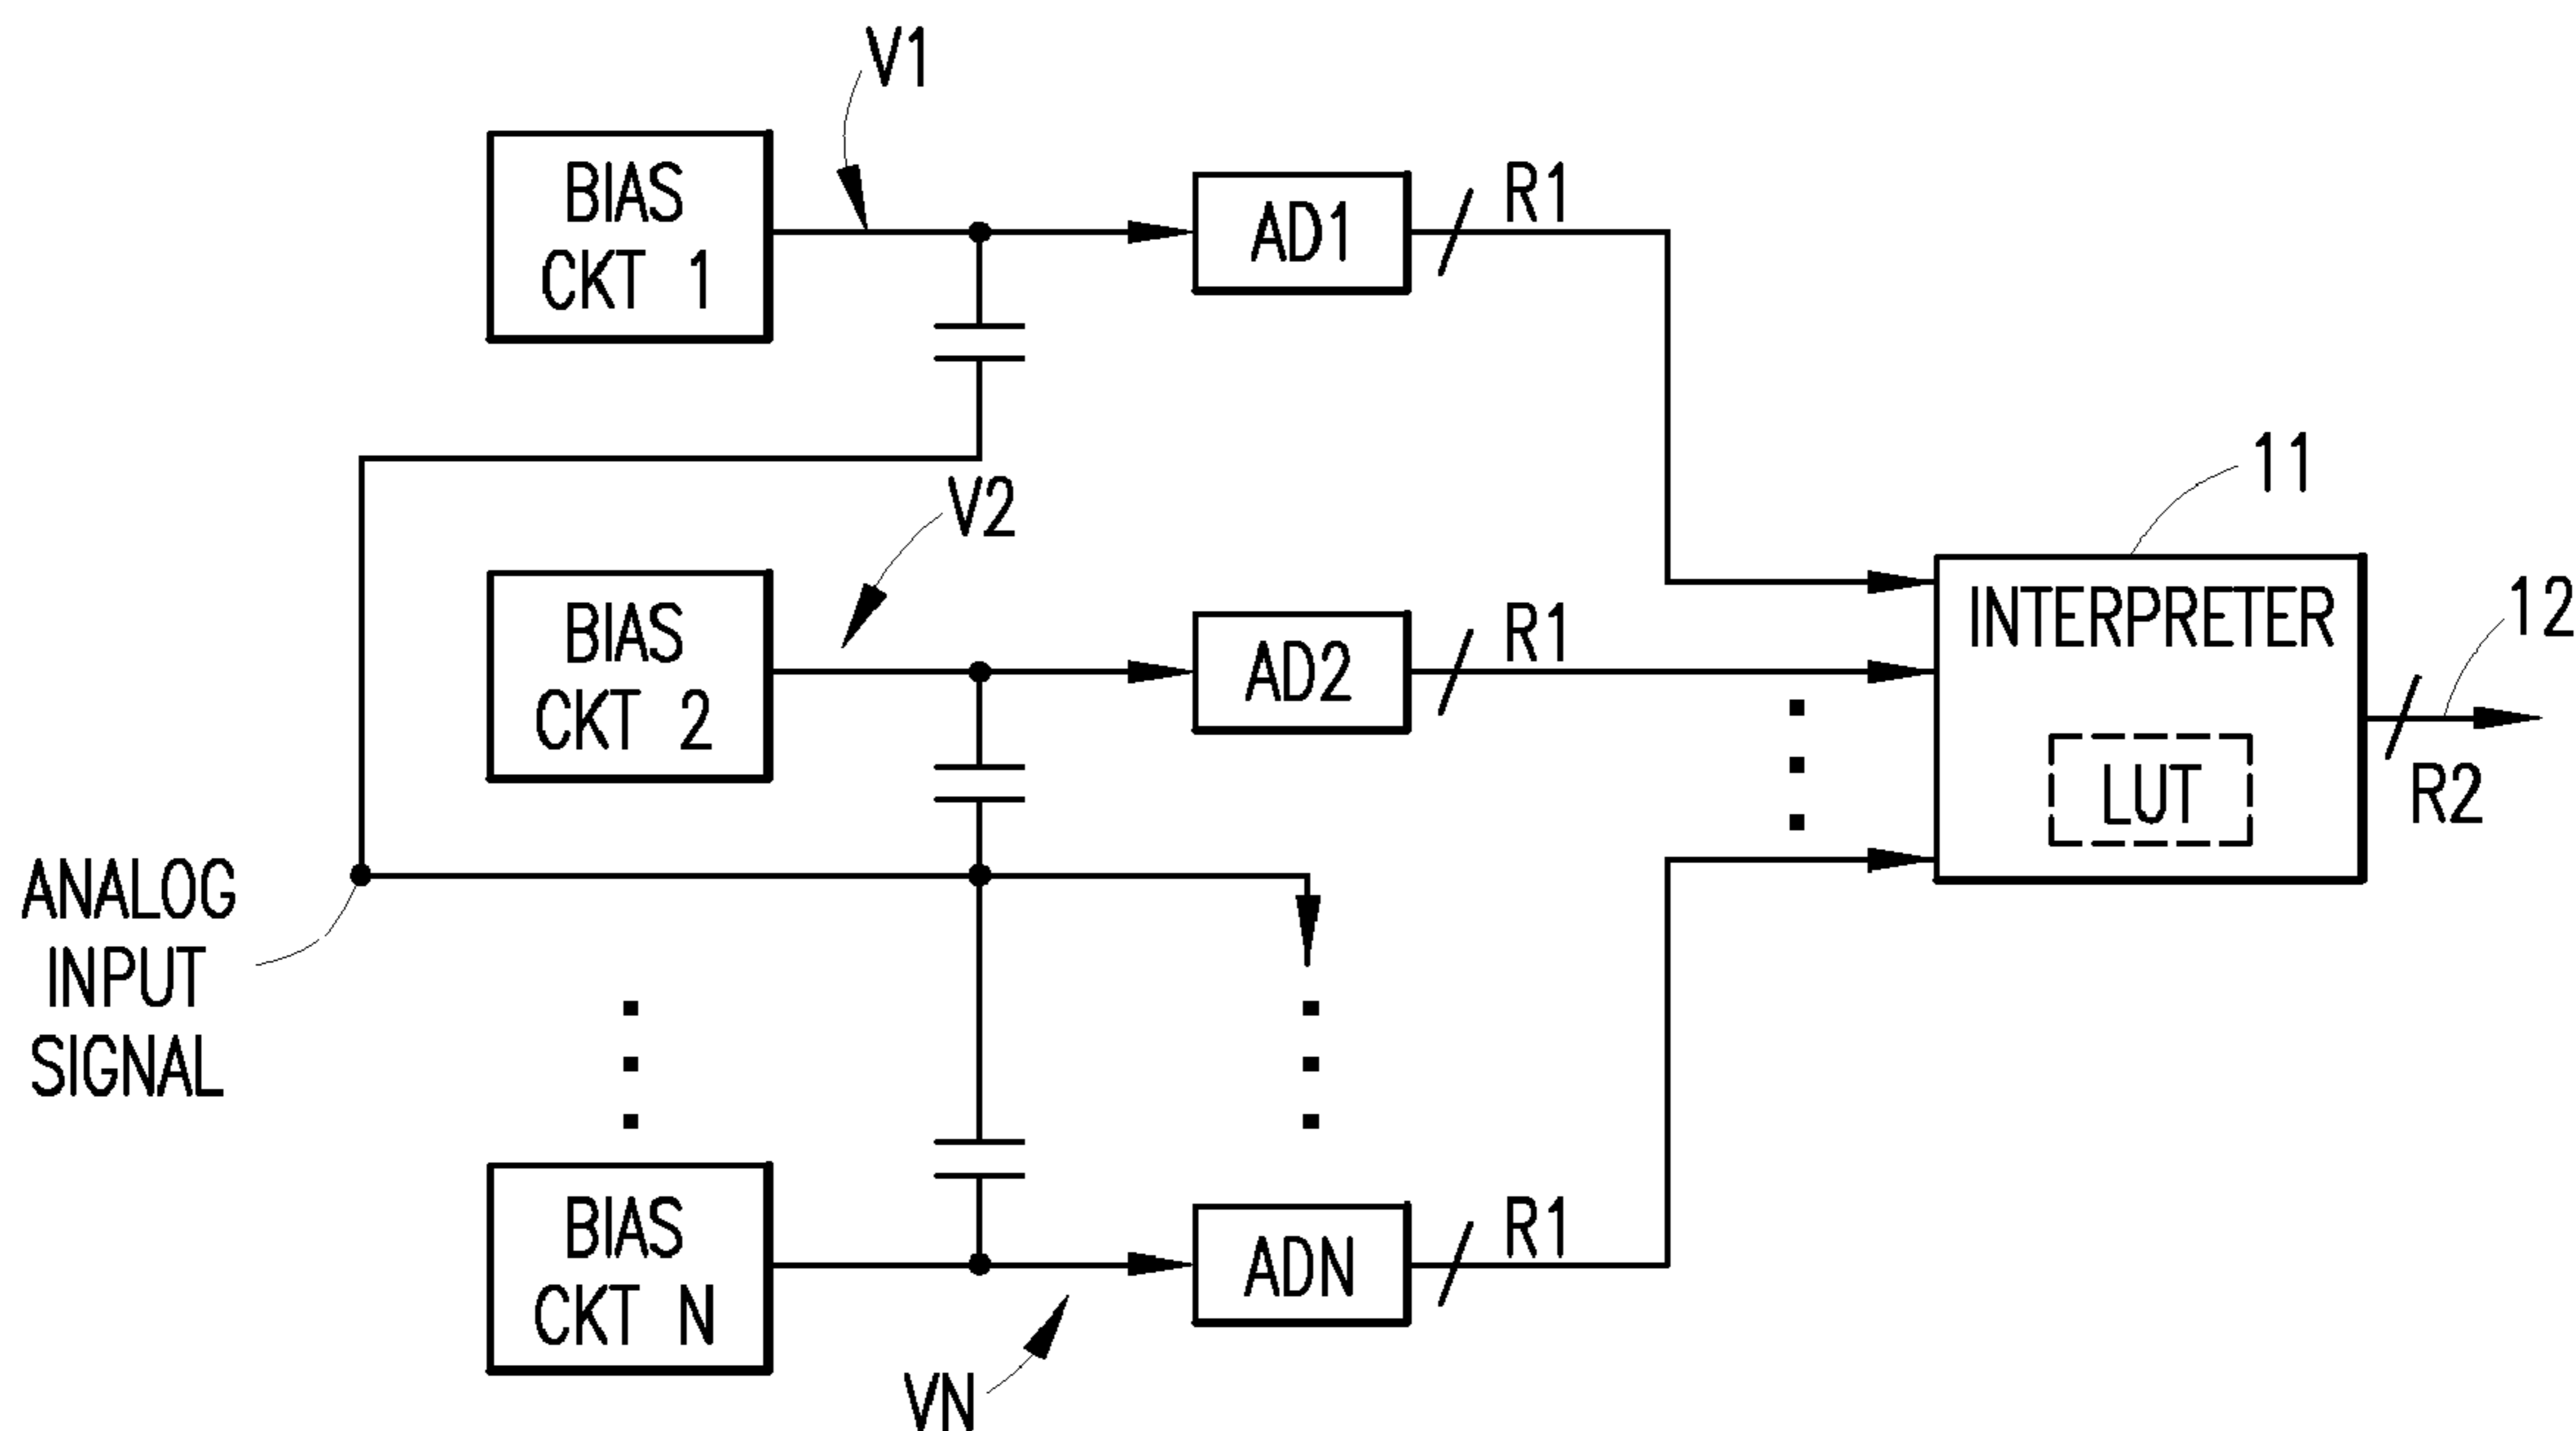 V1
BIAS
CKT 1
AD1
R1
V2
BIAS
CKT 2
AD2
R1
11
INTERPRETER
LUT
12
R2
ANALOG
INPUT
SIGNAL
BIAS
CKT N
ADN
R1
VN